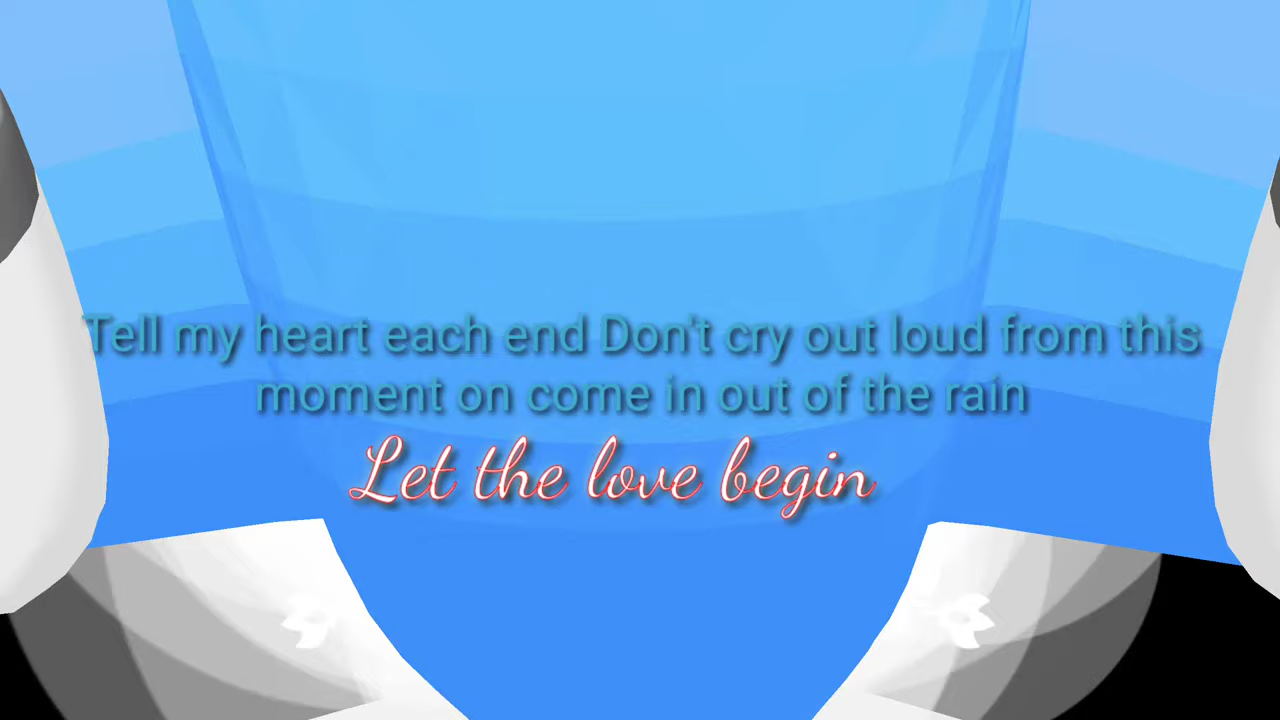 Tell my heart each end Don't cry out loud from this
moment on come in out of the rain
Let the love begin